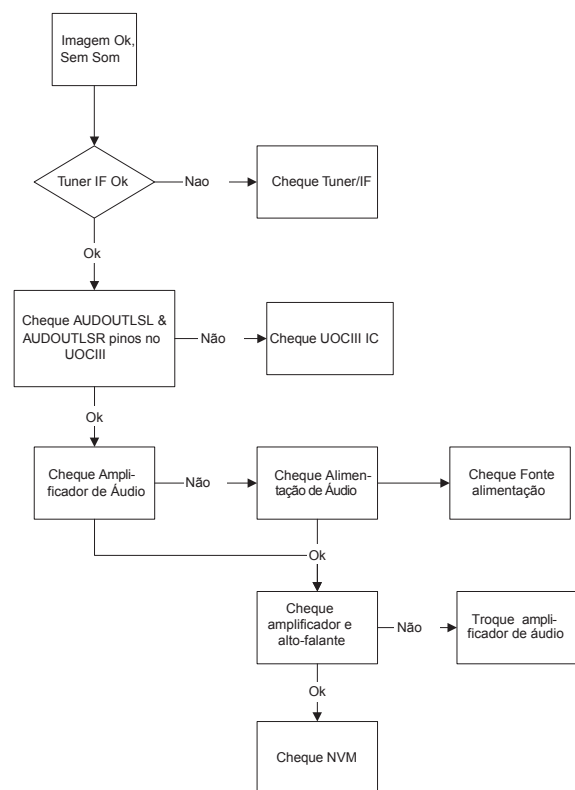 Imagem Ok,
Sem Som
Tuner IF Ok
Nao
Cheque Tuner/IF
Ok
Cheque AUDOUTLSL &
AUDOUTLSR pinos no
UOCIII
Não
Cheque UOCIII IC
Ok
Cheque Ampli-
ficador de Áudio
Não
Cheque Alimen-
tação de Áudio
Cheque Fonte
alimentação
Ok
Cheque
amplificador e
alto-falante
Não
Troque ampli-
ficador de áudio
Ok
Cheque NVM